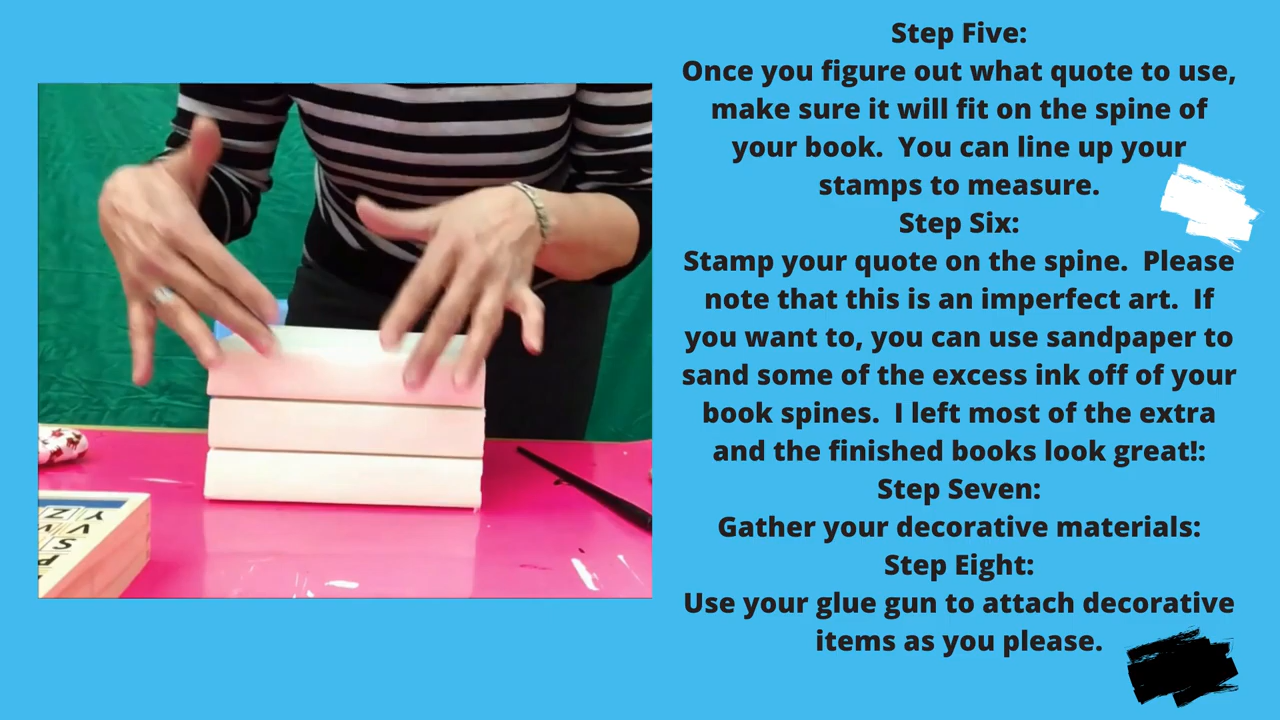 Step Five:
Once you figure out what quote to use,
make sure it will fit on the spine of
your book.  You can line up your
stamps to measure.
Step Six:
Stamp your quote on the spine.  Please
note that this is an imperfect art.  If
you want to, you can use sandpaper to
sand some of the excess ink off of your
book spines.  I left most of the extra
and the finished books look great!:
Step Seven:
Gather your decorative materials:
Step Eight:
Use your glue gun to attach decorative
items as you please.